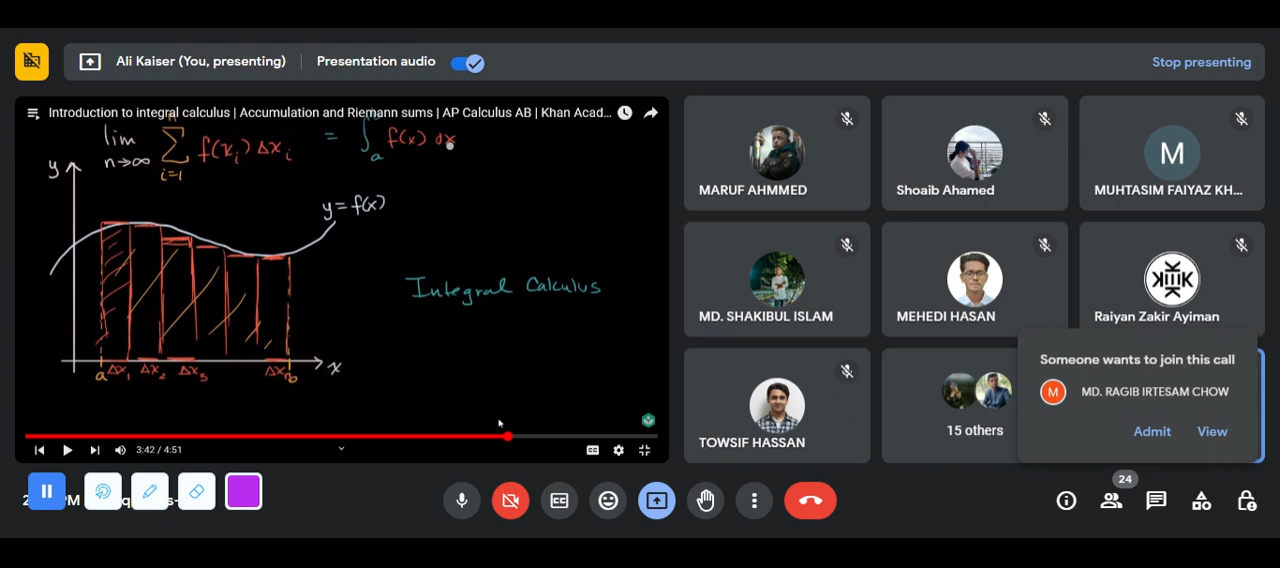 Ali Kaiser (You, presenting)
Presentation audio
Stop presenting
Introduction to integral calculus | Accumulation and Riemann sums | AP Calculus AB | Khan Acad...
lim n→∞ n Σ i=1 f(xᵢ) Δxᵢ = ∫ₐ f(x) dx
y
y = f(x)
Integral Calculus
a Δx₁ Δx₂ Δx₃ Δxₙ b x
3:42 / 4:51
MARUF AHMMED
Shoaib Ahamed
M
MUHTASIM FAIYAZ KH...
MD. SHAKIBUL ISLAM
MEHEDI HASAN
Raiyan Zakir Ayiman
TOWSIF HASSAN
15 others
Someone wants to join this call
M
MD. RAGIB IRTESAM CHOW
Admit
View
24
CC
CC